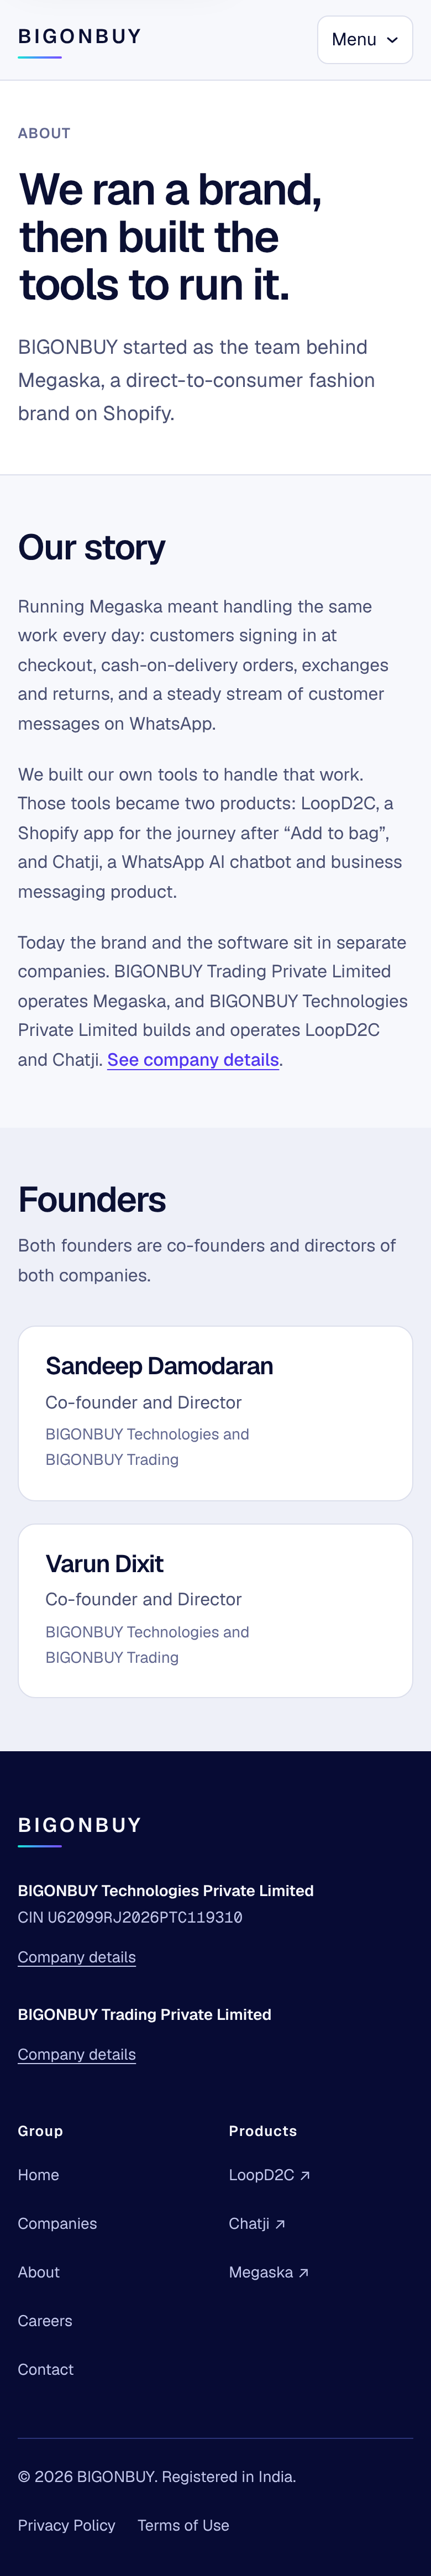 BIGONBUY
Menu
ABOUT
We ran a brand,
then built the
tools to run it.
BIGONBUY started as the team behind
Megaska, a direct-to-consumer fashion
brand on Shopify.
Our story
Running Megaska meant handling the same
work every day: customers signing in at
checkout, cash-on-delivery orders, exchanges
and returns, and a steady stream of customer
messages on WhatsApp.
We built our own tools to handle that work.
Those tools became two products: LoopD2C, a
Shopify app for the journey after “Add to bag”,
and Chatji, a WhatsApp AI chatbot and business
messaging product.
Today the brand and the software sit in separate
companies. BIGONBUY Trading Private Limited
operates Megaska, and BIGONBUY Technologies
Private Limited builds and operates LoopD2C
and Chatji. See company details.
Founders
Both founders are co-founders and directors of
both companies.
Sandeep Damodaran
Co-founder and Director
BIGONBUY Technologies and
BIGONBUY Trading
Varun Dixit
Co-founder and Director
BIGONBUY Technologies and
BIGONBUY Trading
BIGONBUY
BIGONBUY Technologies Private Limited
CIN U62099RJ2026PTC119310
Company details
BIGONBUY Trading Private Limited
Company details
Group
Home
Companies
About
Careers
Contact
Products
LoopD2C ↗
Chatji ↗
Megaska ↗
© 2026 BIGONBUY. Registered in India.
Privacy Policy Terms of Use